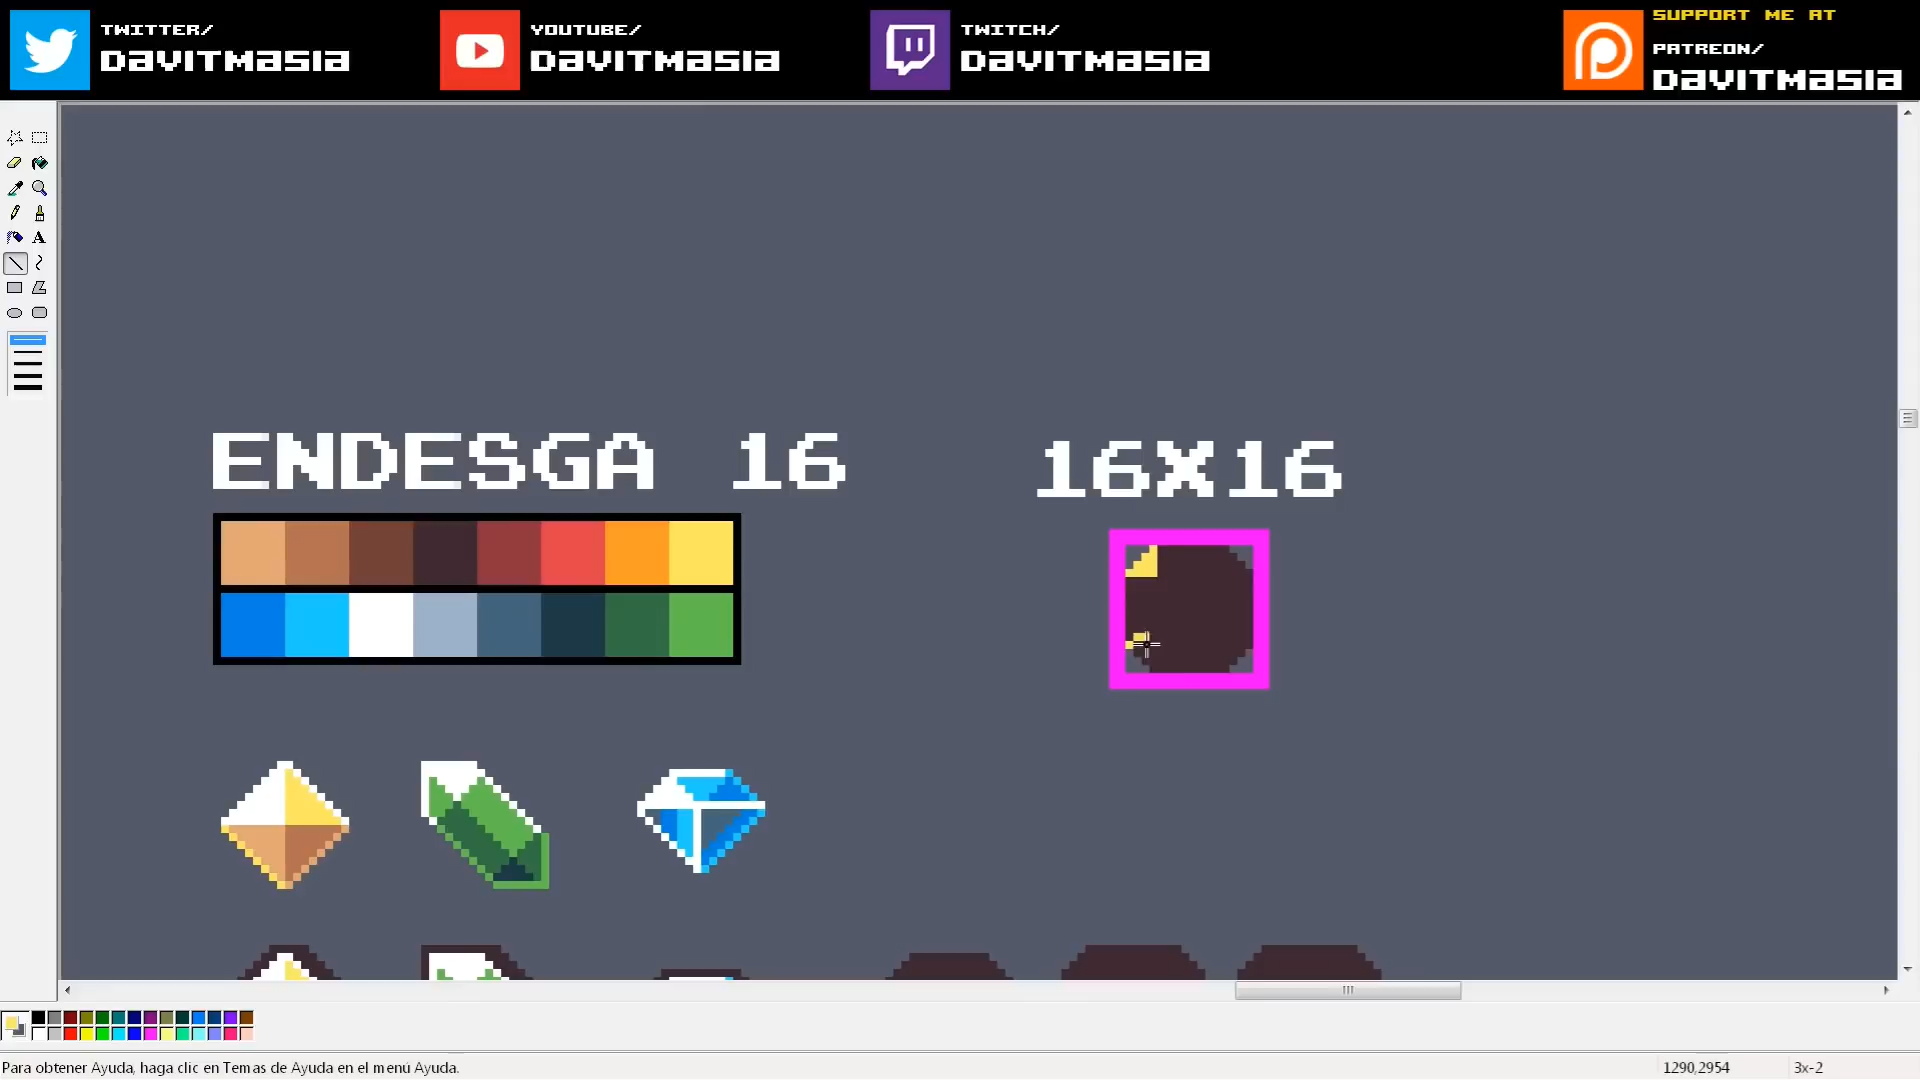 TWITTER/
DAVITMASIA
YOUTUBE/
DAVITMASIA
TWITCH/
DAVITMASIA
SUPPORT ME AT
PATREON/
DAVITMASIA
A
ENDESGA 16
16X16
Para obtener Ayuda, haga clic en Temas de Ayuda en el menú Ayuda.
1290,2954
3x-2